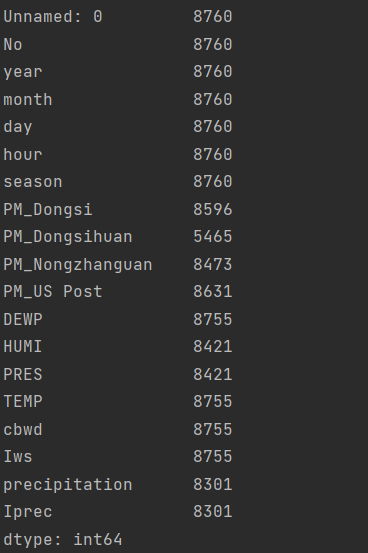 Unnamed: 0 8760
No 8760
year 8760
month 8760
day 8760
hour 8760
season 8760
PM_Dongsi 8596
PM_Dongsihuan 5465
PM_Nongzhanguan 8473
PM_US Post 8631
DEWP 8755
HUMI 8421
PRES 8421
TEMP 8755
cbwd 8755
Iws 8755
precipitation 8301
Iprec 8301
dtype: int64